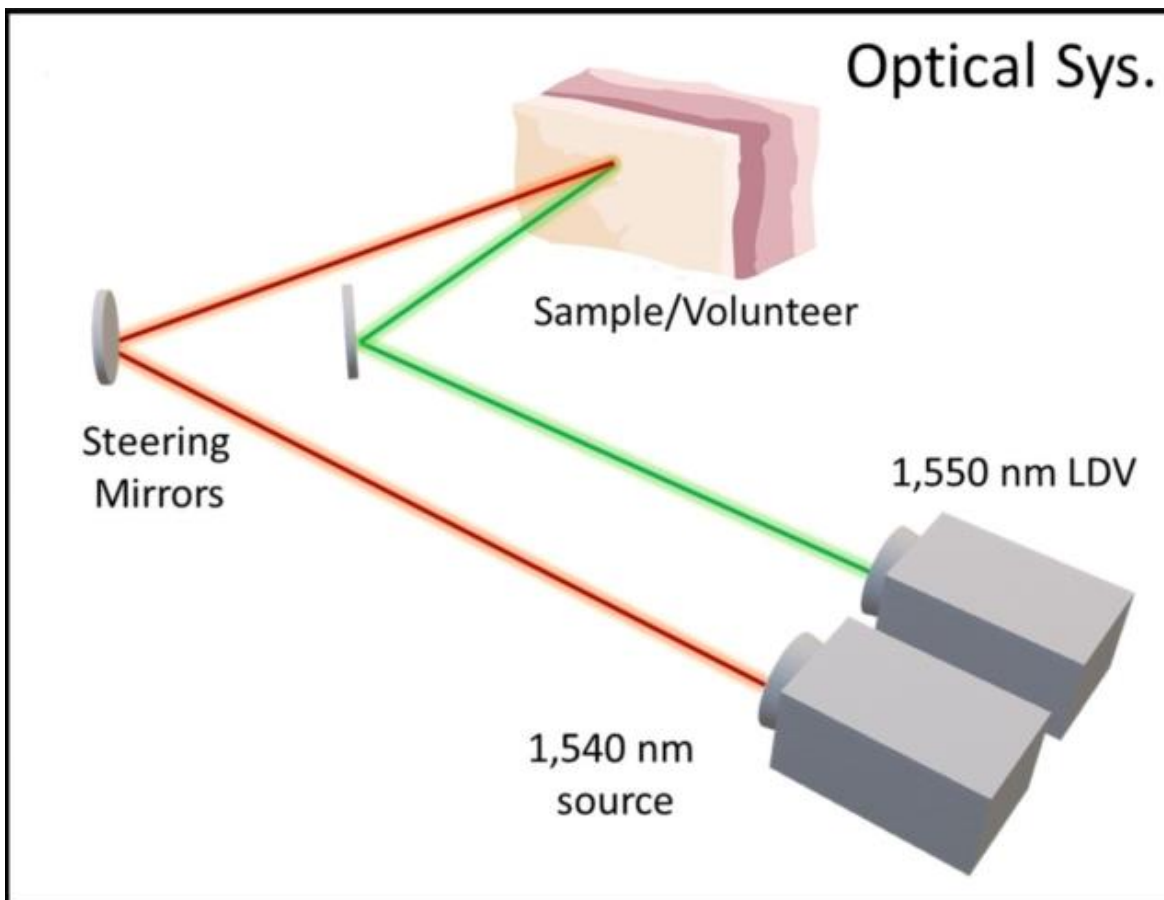 Optical Sys.
Sample/Volunteer
Steering
Mirrors
1,550 nm LDV
1,540 nm
source